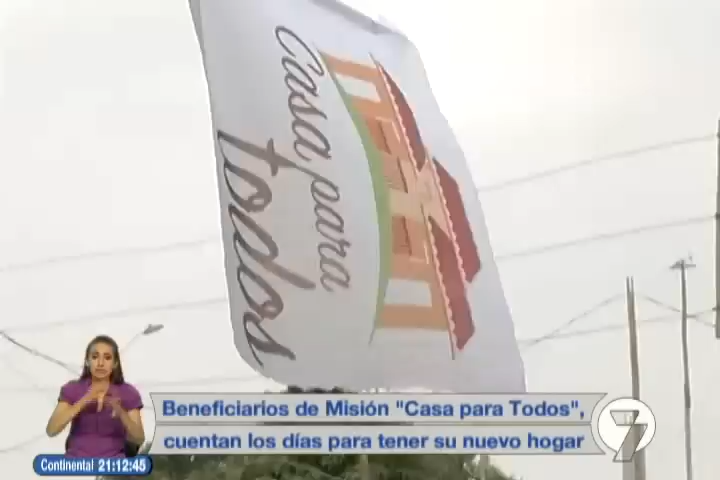 Casa para
todos
Beneficiarios de Misión "Casa para Todos",
cuentan los días para tener su nuevo hogar
7
Continental 21:12:45